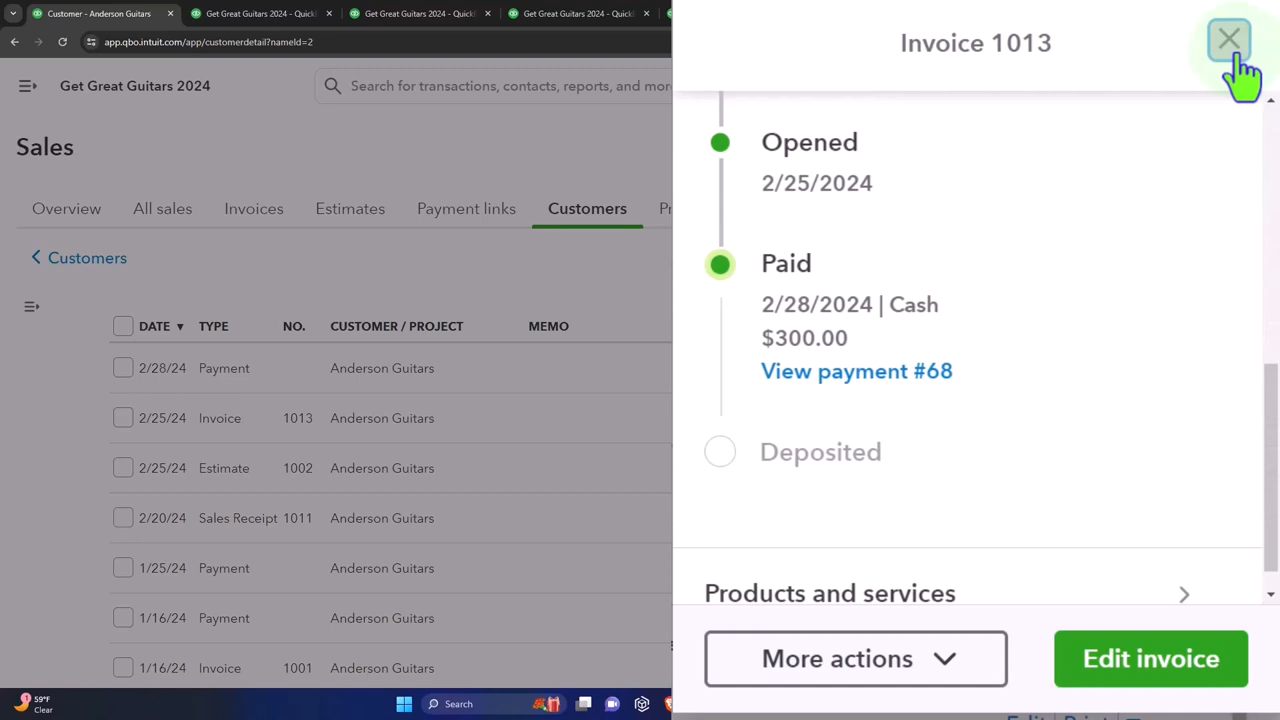 Customer - Anderson Guitars
Get Great Guitars 2024 - Quick
Get Great Guitars 2024 - Quick
Get Great Guitars 2024 - Quick
app.qbo.intuit.com/app/customerdetail?nameId=2
Get Great Guitars 2024
Search for transactions, contacts, reports, and more
Sales
Overview All sales Invoices Estimates Payment links Customers Pr
Customers
DATE TYPE NO. CUSTOMER / PROJECT MEMO
2/28/24 Payment Anderson Guitars
2/25/24 Invoice 1013 Anderson Guitars
2/25/24 Estimate 1002 Anderson Guitars
2/20/24 Sales Receipt 1011 Anderson Guitars
1/25/24 Payment Anderson Guitars
1/16/24 Payment Anderson Guitars
1/16/24 Invoice 1001 Anderson Guitars
Invoice 1013
Opened
2/25/2024
Paid
2/28/2024 | Cash
$300.00
View payment #68
Deposited
Products and services
More actions
Edit invoice
59°F
Clear
Search